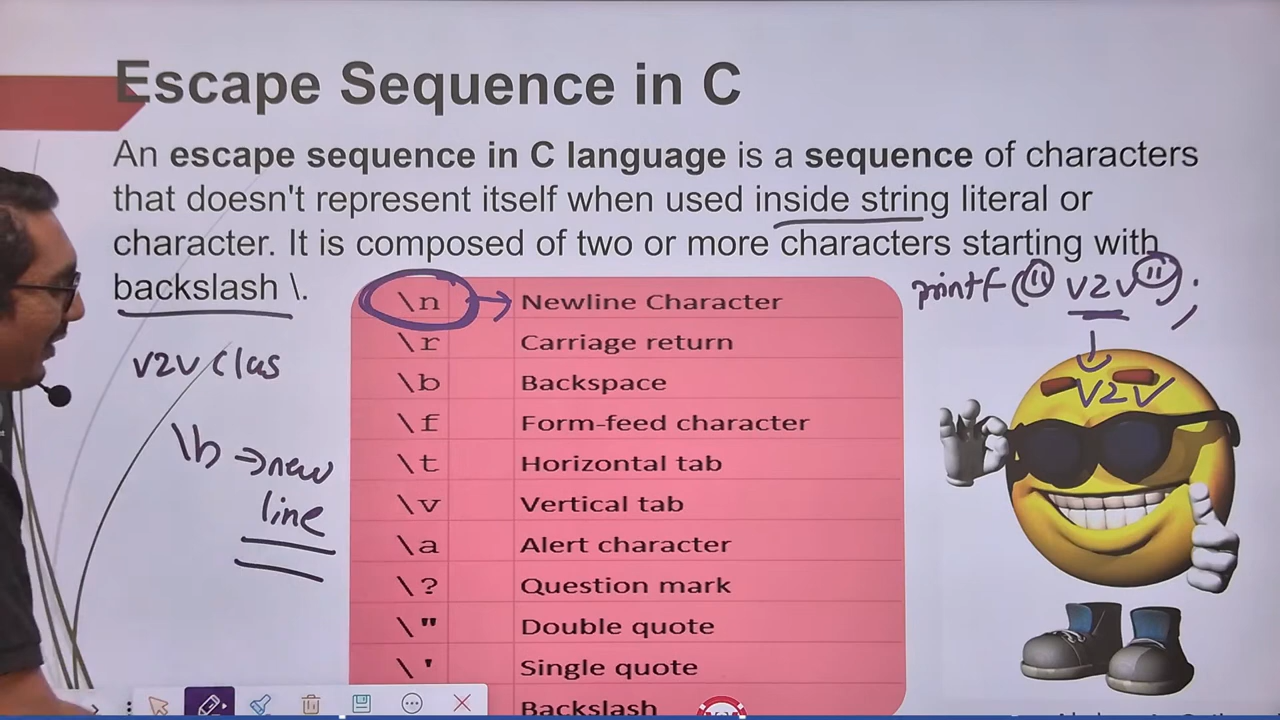 Escape Sequence in C
An escape sequence in C language is a sequence of characters
that doesn't represent itself when used inside string literal or
character. It is composed of two or more characters starting with
backslash \.
printf (" v2v ");
v2v
v2v Clas
\n →new
line
\n → Newline Character
\r Carriage return
\b Backspace
\f Form-feed character
\t Horizontal tab
\v Vertical tab
\a Alert character
\? Question mark
\" Double quote
\' Single quote
Backslash